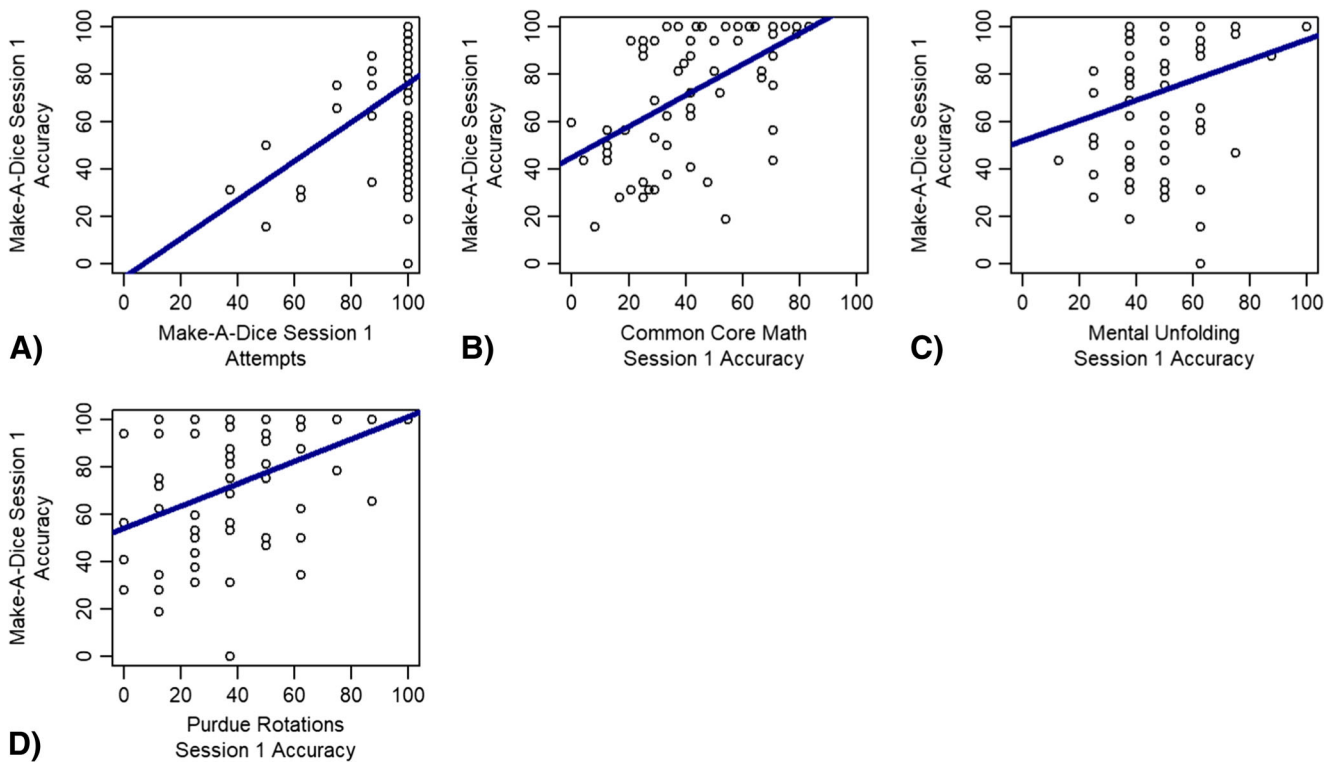 Make-A-Dice Session 1
Accuracy
0 20 40 60 80 100
0 20 40 60 80 100
Make-A-Dice Session 1
Attempts
A)
Make-A-Dice Session 1
Accuracy
0 20 40 60 80 100
0 20 40 60 80 100
Common Core Math
Session 1 Accuracy
B)
Make-A-Dice Session 1
Accuracy
0 20 40 60 80 100
0 20 40 60 80 100
Mental Unfolding
Session 1 Accuracy
C)
Make-A-Dice Session 1
Accuracy
0 20 40 60 80 100
0 20 40 60 80 100
Purdue Rotations
Session 1 Accuracy
D)